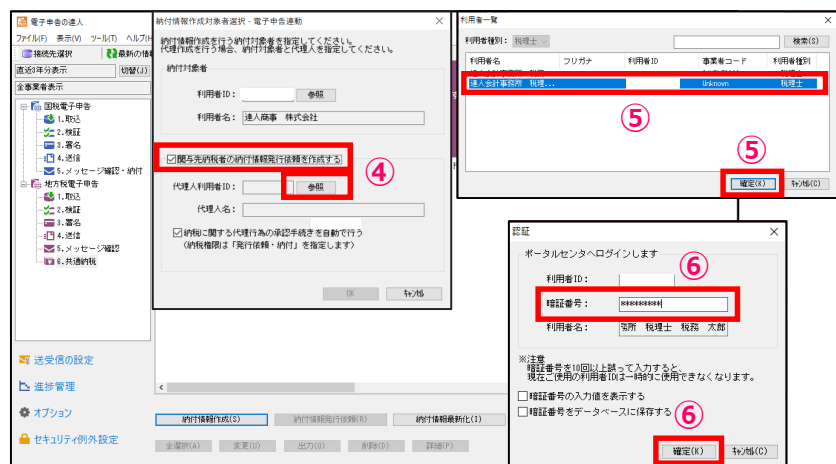 電子申告の達人
ファイル(F) 表示(V) ツール(T) ヘルプ(H
接続先選択
最新の情報
直近3年分表示
切替(J)
全事業者表示
国税電子申告
1.取込
2.検証
3.署名
4.送信
5.メッセージ確認・納付
地方税電子申告
1.取込
2.検証
3.署名
4.送信
5.メッセージ確認
6.共通納税
送受信の設定
進捗管理
オプション
セキュリティ例外設定
納付情報作成(S)
納付情報発行依頼(R)
納付情報最新化(I)
全選択(A)
変更(U)
出力(O)
削除(D)
詳細(P)
納付情報作成対象者選択 - 電子申告連動
納付情報作成を行う納付対象者を指定してください。
代理作成を行う場合、納付対象者と代理人を指定してください。
納付対象者
利用者ID：
参照
利用者名：
達人商事 株式会社
関与先納税者の納付情報発行依頼を作成する
④
代理人利用者ID：
参照
代理人名：
納税に関する代理行為の承認手続きを自動で行う
(納税権限は「発行依頼・納付」を指定します)
OK
ｷｬﾝｾﾙ
利用者一覧
利用者種別：
税理士
検索(S)
利用者名
フリガナ
利用者ID
事業者コード
利用者種別
達人会計事務所 税理...
Unknown
税理士
⑤
⑤
確定(K)
ｷｬﾝｾﾙ(C)
認証
ポータルセンタへログインします
⑥
利用者ID：
暗証番号：
*********
利用者名：
務所 税理士 税務 太郎
※注意
暗証番号を10回以上誤って入力すると、
現在ご使用の利用者IDは一時的に使用できなくなります。
暗証番号の入力値を表示する
暗証番号をデータベースに保存する
⑥
確定(K)
ｷｬﾝｾﾙ(C)